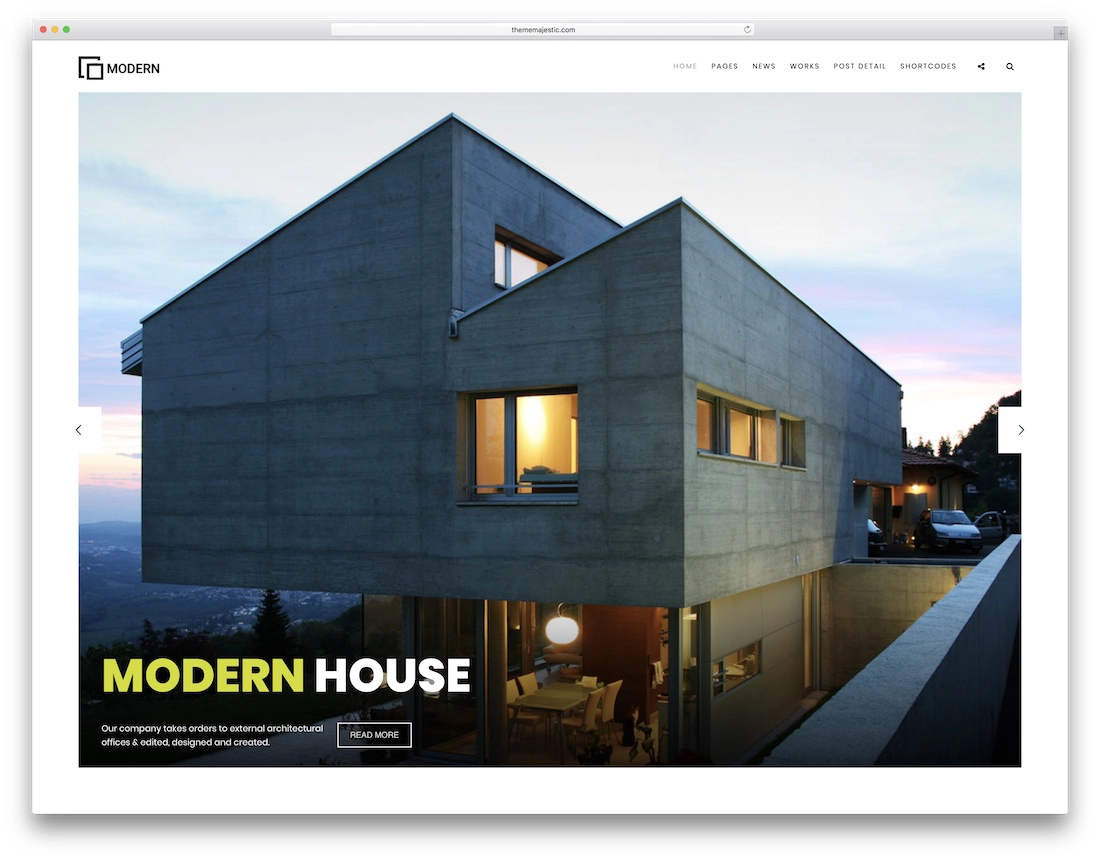 thememajestic.com
MODERN
HOME PAGES NEWS WORKS POST DETAIL SHORTCODES
MODERN HOUSE
Our company takes orders to external architectural
offices & edited, designed and created.
READ MORE